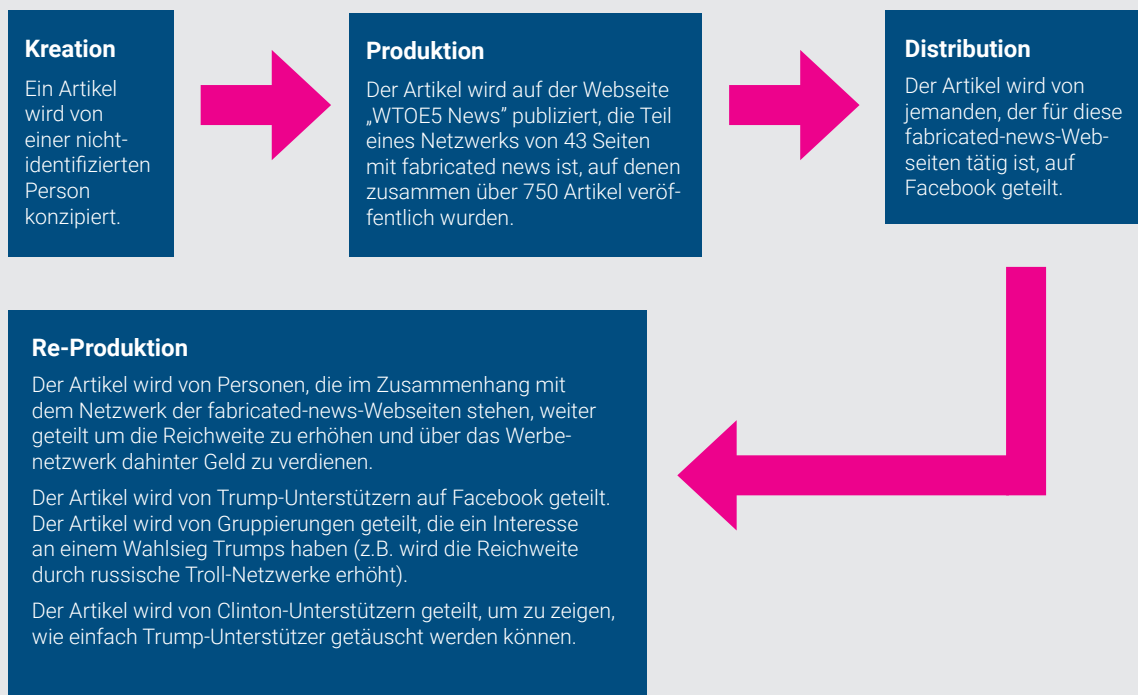 Kreation
Ein Artikel
wird von
einer nicht-
identifizierten
Person
konzipiert.
Produktion
Der Artikel wird auf der Webseite
„WTOE5 News” publiziert, die Teil
eines Netzwerks von 43 Seiten
mit fabricated news ist, auf denen
zusammen über 750 Artikel veröf-
fentlich wurden.
Distribution
Der Artikel wird von
jemanden, der für diese
fabricated-news-Web-
seiten tätig ist, auf
Facebook geteilt.
Re-Produktion
Der Artikel wird von Personen, die im Zusammenhang mit
dem Netzwerk der fabricated-news-Webseiten stehen, weiter
geteilt um die Reichweite zu erhöhen und über das Werbe-
netzwerk dahinter Geld zu verdienen.
Der Artikel wird von Trump-Unterstützern auf Facebook geteilt.
Der Artikel wird von Gruppierungen geteilt, die ein Interesse
an einem Wahlsieg Trumps haben (z.B. wird die Reichweite
durch russische Troll-Netzwerke erhöht).
Der Artikel wird von Clinton-Unterstützern geteilt, um zu zeigen,
wie einfach Trump-Unterstützer getäuscht werden können.